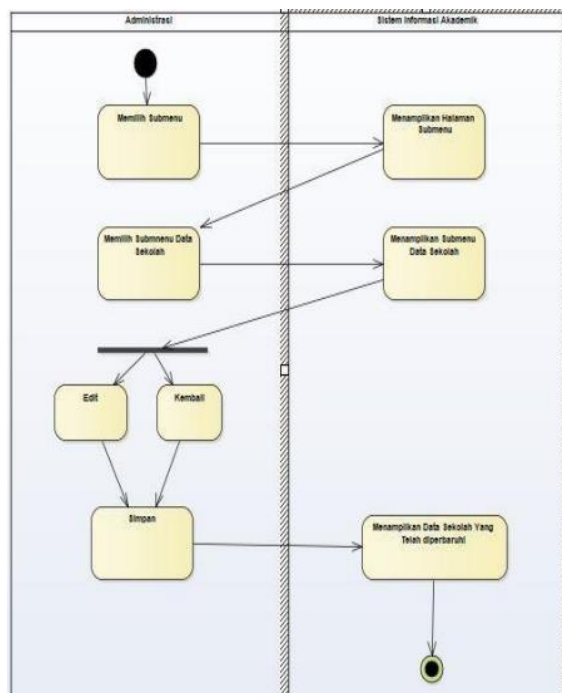 Administrasi
Sistem Informasi Akademik
Memilih Submenu
Menampilkan Halaman
Submenu
Memilih Submnenu Data
Sekolah
Menampilkan Submenu
Data Sekolah
Edit
Kembali
Simpan
Menampilkan Data Sekolah Yang
Telah diperbaruhi